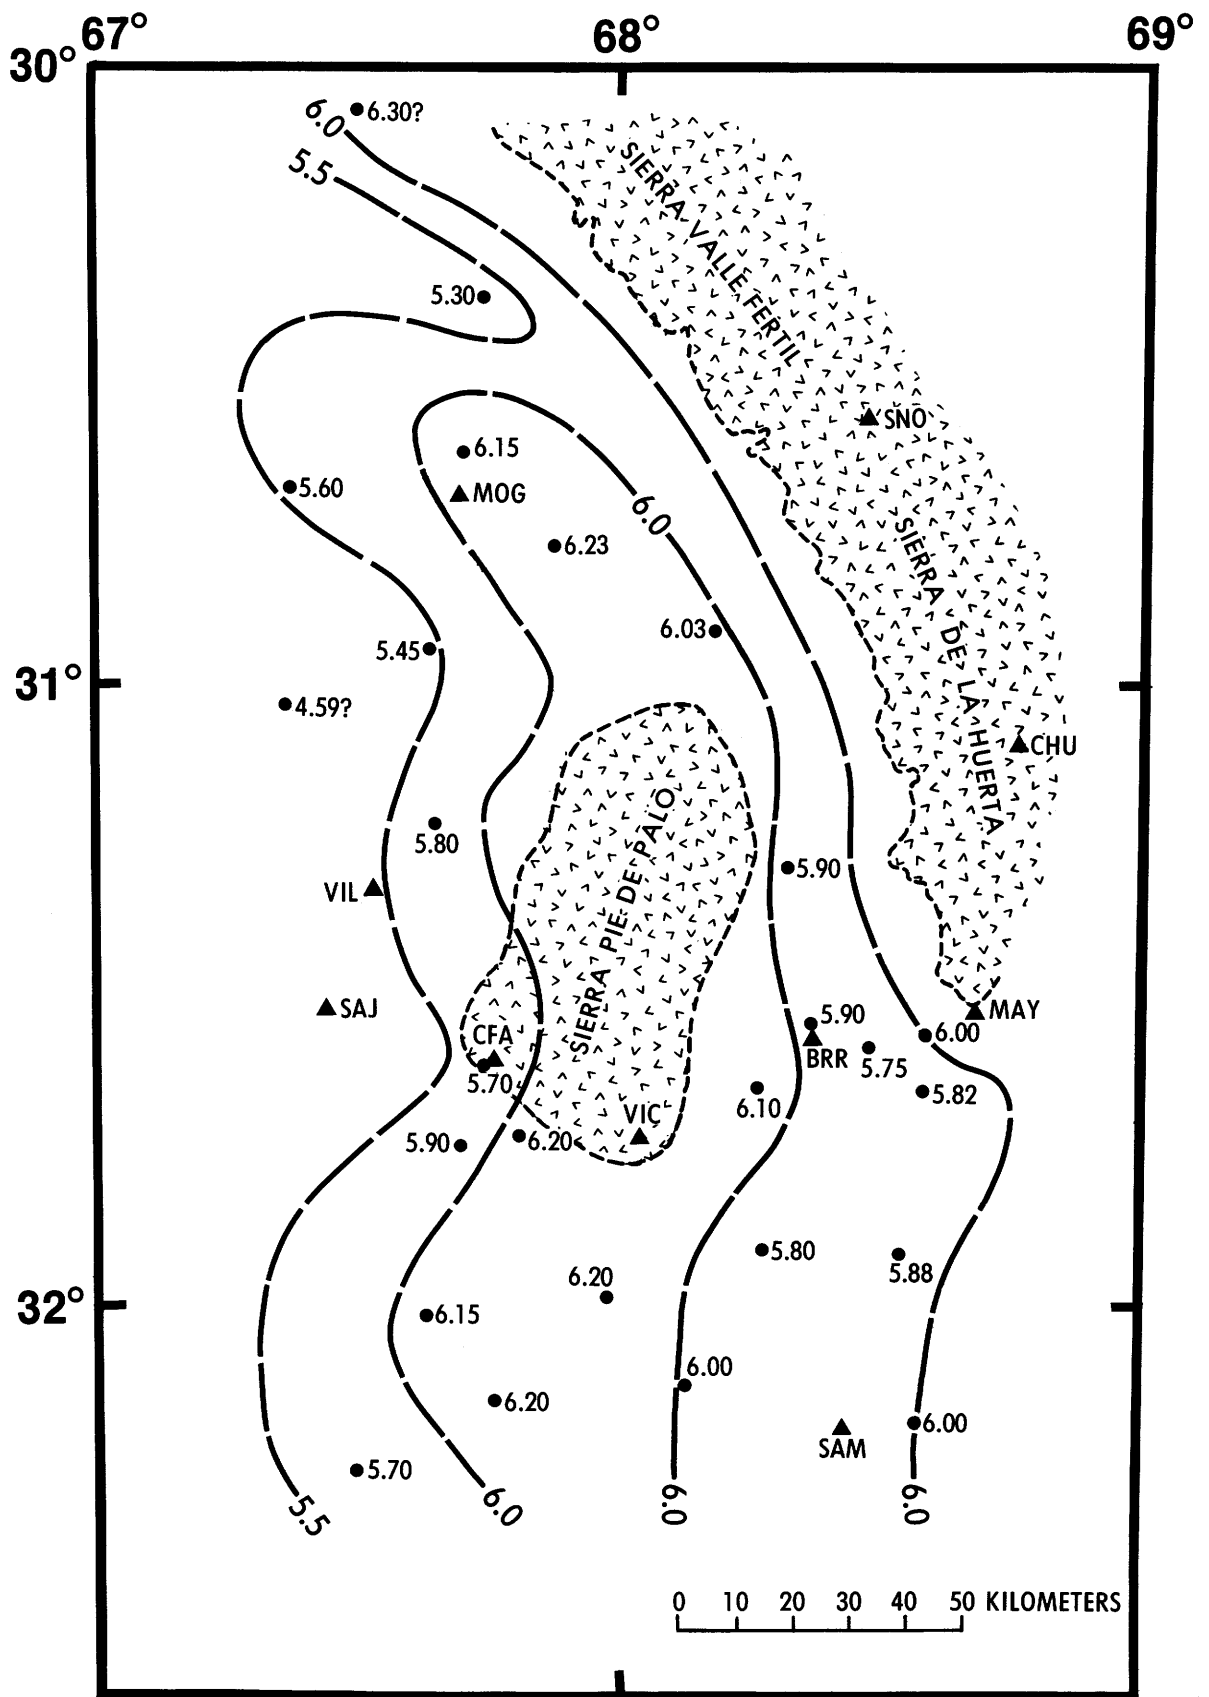 67°
68°
69°
30°
6.0
6.30?
5.5
SIERRA VALLE FERTIL
5.30
SNO
6.15
MOG
5.60
6.0
6.23
SIERRA DE LA HUERTA
6.03
5.45
31°
4.59?
CHU
5.80
SIERRA PIE DE PALO
5.90
VIL
SAJ
MAY
5.90
6.00
CFA
BRR
5.75
5.70
5.82
6.10
VIC
5.90
6.20
5.80
5.88
6.20
32°
6.15
6.00
6.20
6.00
SAM
5.70
5.5
6.0
6.0
6.0
0 10 20 30 40 50 KILOMETERS